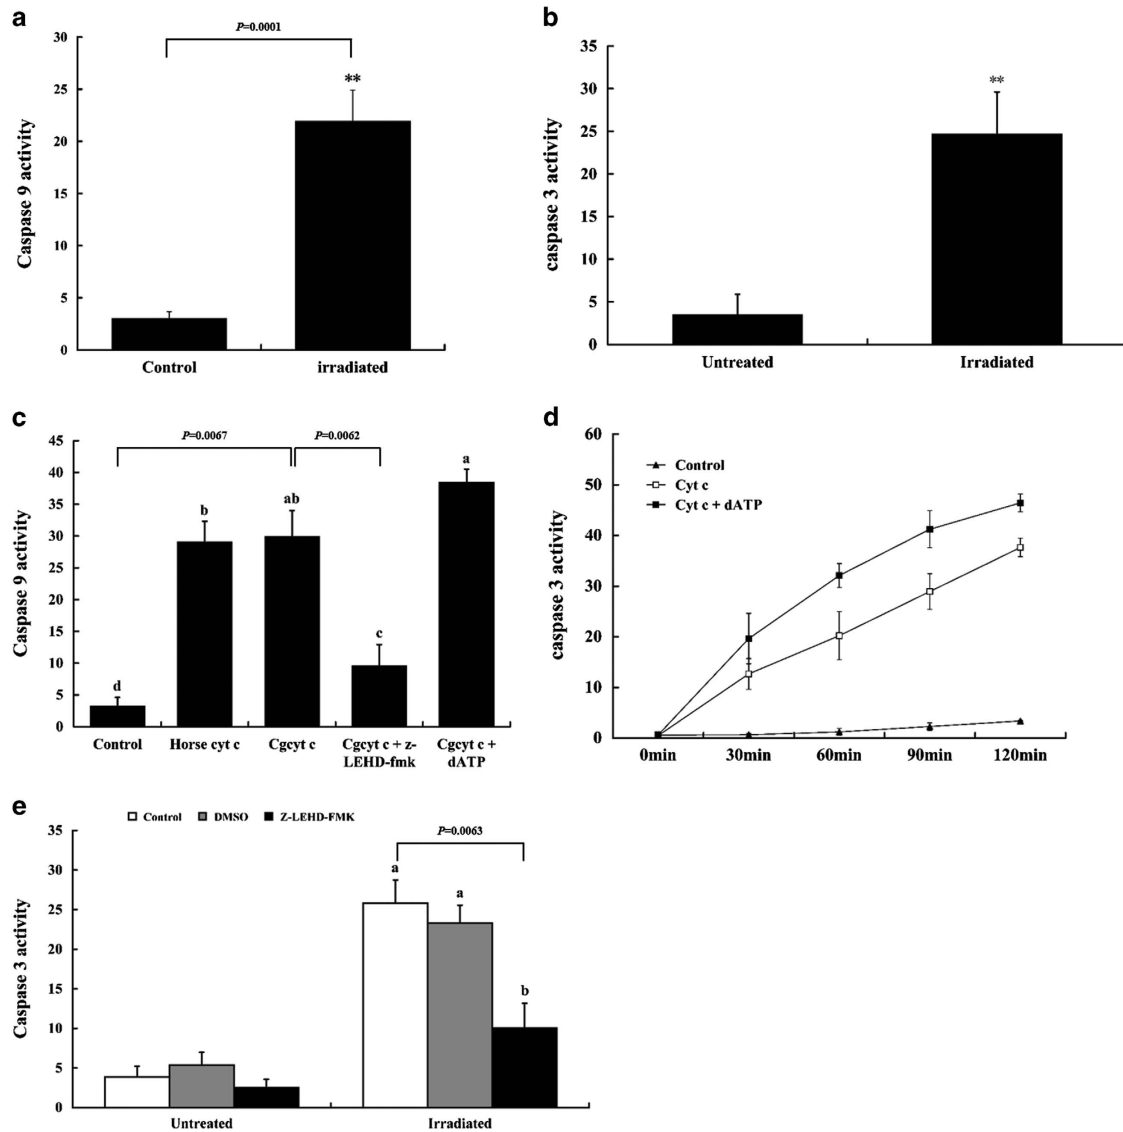 a
P=0.0001
30
25
20
15
10
5
0
Caspase 9 activity
**
Control irradiated
b
35
30
25
20
15
10
5
0
caspase 3 activity
**
Untreated Irradiated
c
P=0.0067 P=0.0062
45
40
35
30
25
20
15
10
5
0
Caspase 9 activity
d b ab c a
Control Horse cyt c Cgcyt c Cgcyt c + z- Cgcyt c +
LEHD-fmk dATP
d
60
50
40
30
20
10
0
caspase 3 activity
Control
Cyt c
Cyt c + dATP
0min 30min 60min 90min 120min
e
Control DMSO Z-LEHD-FMK
P=0.0063
35
30
25
20
15
10
5
0
Caspase 3 activity
a a b
Untreated Irradiated